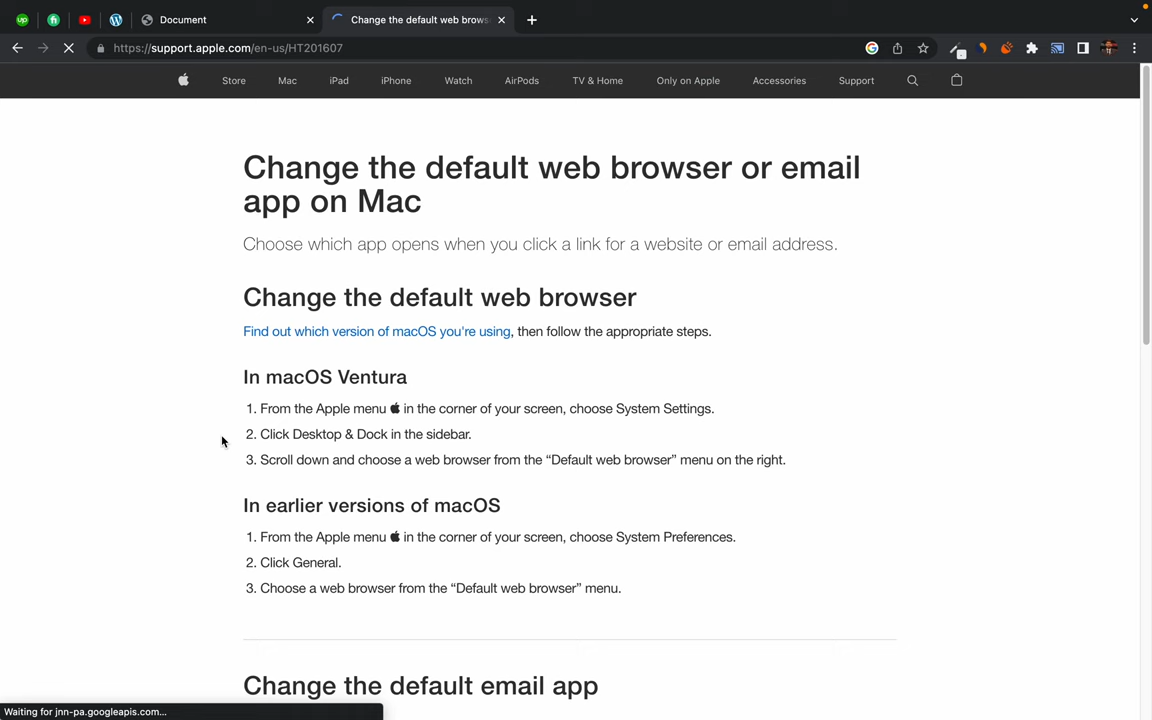 Document
Change the default web brows
https://support.apple.com/en-us/HT201607
Store Mac iPad iPhone Watch AirPods TV & Home Only on Apple Accessories Support
Change the default web browser or email
app on Mac
Choose which app opens when you click a link for a website or email address.
Change the default web browser
Find out which version of macOS you're using, then follow the appropriate steps.
In macOS Ventura
1. From the Apple menu in the corner of your screen, choose System Settings.
2. Click Desktop & Dock in the sidebar.
3. Scroll down and choose a web browser from the “Default web browser” menu on the right.
In earlier versions of macOS
1. From the Apple menu in the corner of your screen, choose System Preferences.
2. Click General.
3. Choose a web browser from the “Default web browser” menu.
Change the default email app
Waiting for jnn-pa.googleapis.com...